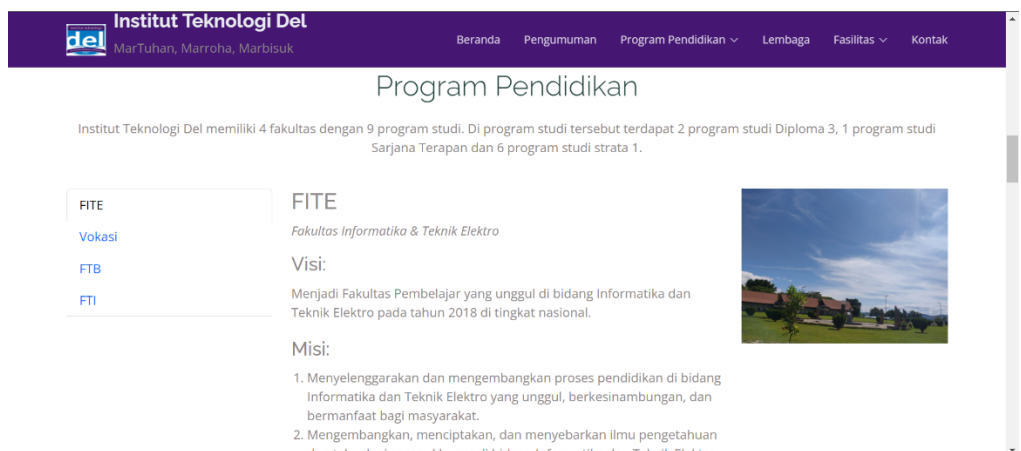 Institut Teknologi Del
del
MarTuhan, Marroha, Marbisuk
Beranda Pengumuman Program Pendidikan Lembaga Fasilitas Kontak
Program Pendidikan
Institut Teknologi Del memiliki 4 fakultas dengan 9 program studi. Di program studi tersebut terdapat 2 program studi Diploma 3, 1 program studi
Sarjana Terapan dan 6 program studi strata 1.
FITE
Vokasi
FTB
FTI
FITE
Fakultas Informatika & Teknik Elektro
Visi:
Menjadi Fakultas Pembelajar yang unggul di bidang Informatika dan
Teknik Elektro pada tahun 2018 di tingkat nasional.
Misi:
1. Menyelenggarakan dan mengembangkan proses pendidikan di bidang
Informatika dan Teknik Elektro yang unggul, berkesinambungan, dan
bermanfaat bagi masyarakat.
2. Mengembangkan, menciptakan, dan menyebarkan ilmu pengetahuan